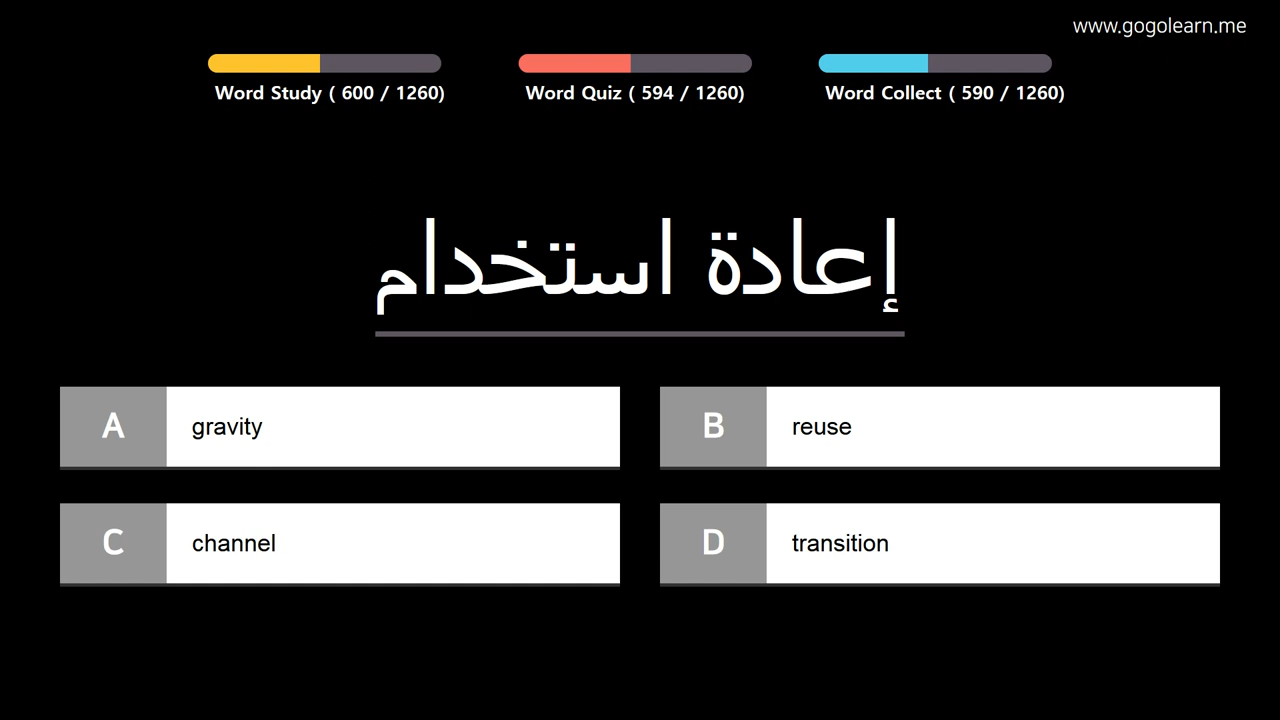 www.gogolearn.me
Word Study ( 600 / 1260)
Word Quiz ( 594 / 1260)
Word Collect ( 590 / 1260)
إعادة استخدام
A gravity
B reuse
C channel
D transition